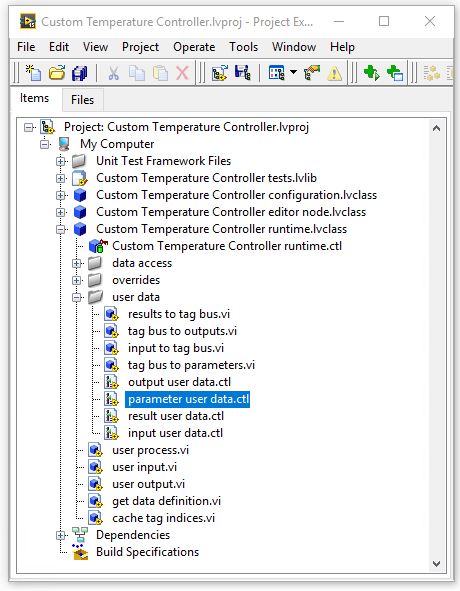 Custom Temperature Controller.lvproj - Project Ex...
File Edit View Project Operate Tools Window Help
Items Files
Project: Custom Temperature Controller.lvproj
My Computer
Unit Test Framework Files
Custom Temperature Controller tests.lvlib
Custom Temperature Controller configuration.lvclass
Custom Temperature Controller editor node.lvclass
Custom Temperature Controller runtime.lvclass
Custom Temperature Controller runtime.ctl
data access
overrides
user data
results to tag bus.vi
tag bus to outputs.vi
input to tag bus.vi
tag bus to parameters.vi
output user data.ctl
parameter user data.ctl
result user data.ctl
input user data.ctl
user process.vi
user input.vi
user output.vi
get data definition.vi
cache tag indices.vi
Dependencies
Build Specifications